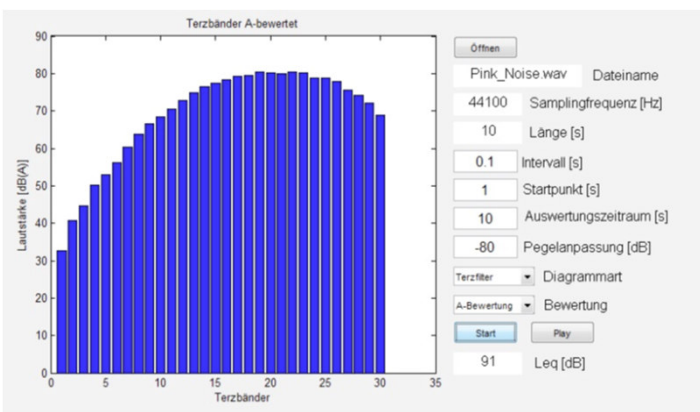 Terzbänder A-bewertet
90
80
70
60
50
40
30
20
10
0
Lautstärke [dB(A)]
0 5 10 15 20 25 30 35
Terzbänder
Öffnen
Pink_Noise.wav Dateiname
44100 Samplingfrequenz [Hz]
10 Länge [s]
0.1 Intervall [s]
1 Startpunkt [s]
10 Auswertungszeitraum [s]
-80 Pegelanpassung [dB]
Terzfilter Diagrammart
A-Bewertung Bewertung
Start Play
91 Leq [dB]